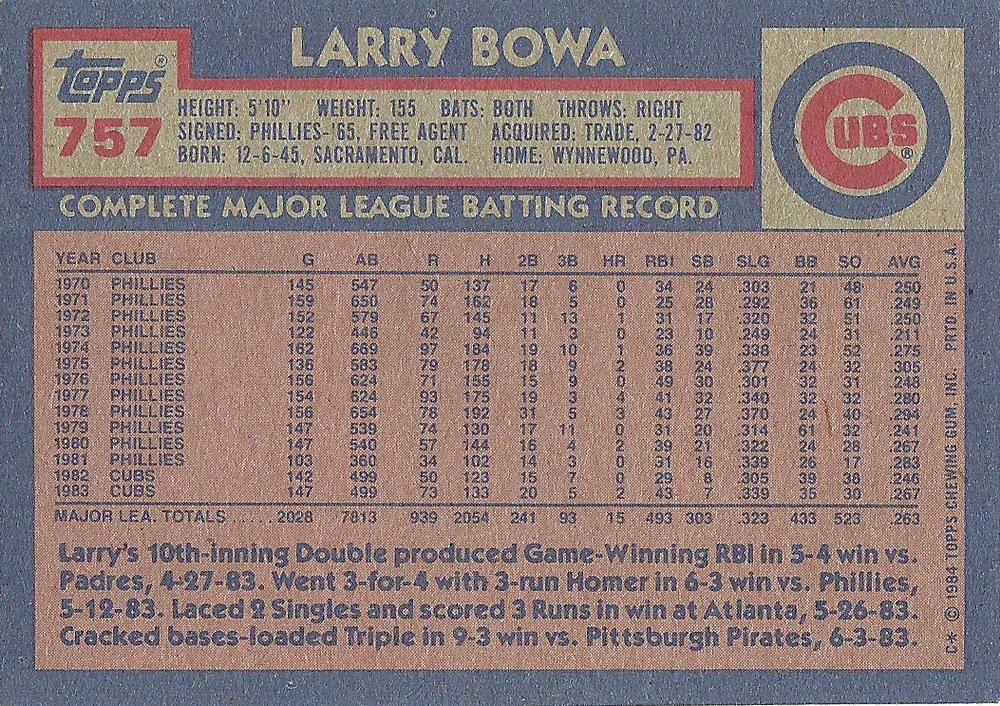 LARRY BOWA
Topps®
757
HEIGHT: 5'10" WEIGHT: 155 BATS: BOTH THROWS: RIGHT
SIGNED: PHILLIES-'65, FREE AGENT ACQUIRED: TRADE, 2-27-82
BORN: 12-6-45, SACRAMENTO, CAL. HOME: WYNNEWOOD, PA.
CUBS®
COMPLETE MAJOR LEAGUE BATTING RECORD
YEAR CLUB G AB R H 2B 3B HR RBI SB SLG BB SO AVG
1970 PHILLIES 145 547 50 137 17 6 0 34 24 .303 21 48 .250
1971 PHILLIES 159 650 74 162 18 5 0 25 28 .292 36 61 .249
1972 PHILLIES 152 579 67 145 11 13 1 31 17 .320 32 51 .250
1973 PHILLIES 122 446 42 94 11 3 0 23 10 .249 24 31 .211
1974 PHILLIES 162 669 97 184 19 10 1 36 39 .338 23 52 .275
1975 PHILLIES 136 583 79 178 18 9 2 38 24 .377 24 32 .305
1976 PHILLIES 156 624 71 155 15 9 0 49 30 .301 32 31 .248
1977 PHILLIES 154 624 93 175 19 3 4 41 32 .340 32 32 .280
1978 PHILLIES 156 654 78 192 31 5 3 43 27 .370 24 40 .294
1979 PHILLIES 147 539 74 130 17 11 0 31 20 .314 61 32 .241
1980 PHILLIES 147 540 57 144 16 4 2 39 21 .322 24 28 .267
1981 PHILLIES 103 360 34 102 14 3 0 31 16 .339 26 17 .283
1982 CUBS 142 499 50 123 15 7 0 29 8 .305 39 38 .246
1983 CUBS 147 499 73 133 20 5 2 43 7 .339 35 30 .267
MAJOR LEA. TOTALS ..... 2028 7813 939 2054 241 93 15 493 303 .323 433 523 .263
Larry's 10th-inning Double produced Game-Winning RBI in 5-4 win vs.
Padres, 4-27-83. Went 3-for-4 with 3-run Homer in 6-3 win vs. Phillies,
5-12-83. Laced 2 Singles and scored 3 Runs in win at Atlanta, 5-26-83.
Cracked bases-loaded Triple in 9-3 win vs. Pittsburgh Pirates, 6-3-83.
C* © 1984 TOPPS CHEWING GUM, INC. PRTD. IN U.S.A.